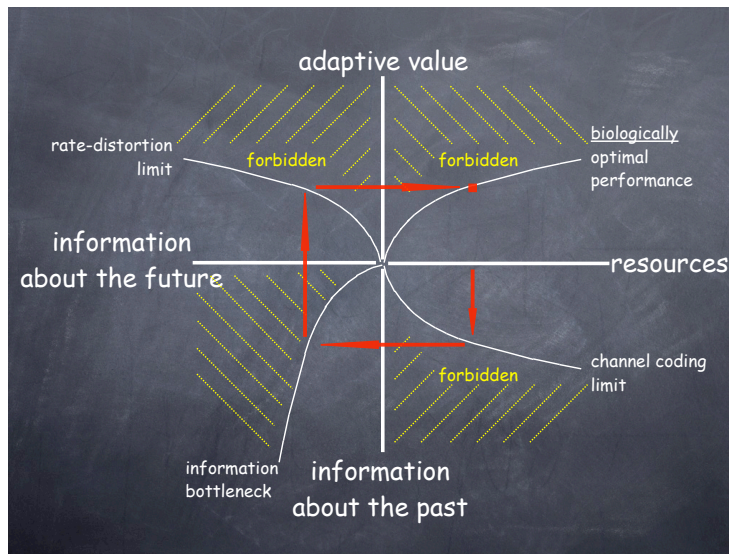 adaptive value
rate-distortion
limit
forbidden
forbidden
biologically
optimal
performance
information
about the future
resources
forbidden
channel coding
limit
information
bottleneck
information
about the past